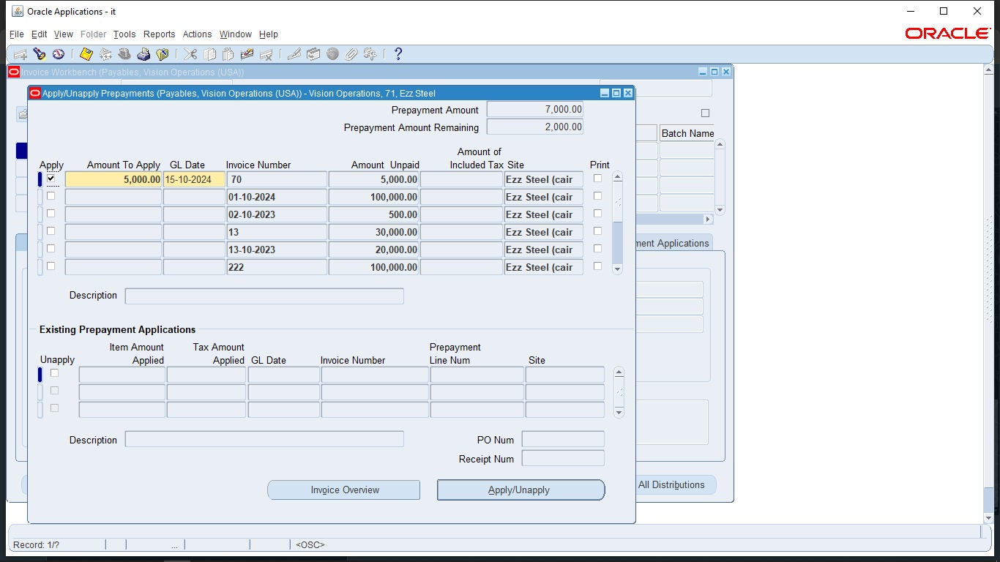 Oracle Applications - it
File Edit View Folder Tools Reports Actions Window Help
ORACLE
Invoice Workbench (Payables, Vision Operations (USA))
Apply/Unapply Prepayments (Payables, Vision Operations (USA)) - Vision Operations, 71, Ezz Steel
Prepayment Amount 7,000.00
Prepayment Amount Remaining 2,000.00
Batch Name
Amount of
Apply Amount To Apply GL Date Invoice Number Amount Unpaid Included Tax Site Print
5,000.00 15-10-2024 70 5,000.00 Ezz Steel (cair
01-10-2024 100,000.00 Ezz Steel (cair
02-10-2023 500.00 Ezz Steel (cair
13 30,000.00 Ezz Steel (cair
13-10-2023 20,000.00 Ezz Steel (cair
222 100,000.00 Ezz Steel (cair
ment Applications
Description
Existing Prepayment Applications
Item Amount Tax Amount Prepayment
Unapply Applied Applied GL Date Invoice Number Line Num Site
Description PO Num
Receipt Num
Invoice Overview Apply/Unapply All Distributions
Record: 1/? ... <OSC>